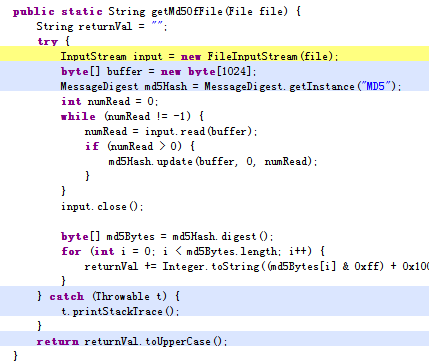 public static String getMd5OfFile(File file) {
String returnVal = "";
try {
InputStream input = new FileInputStream(file);
byte[] buffer = new byte[1024];
MessageDigest md5Hash = MessageDigest.getInstance("MD5");
int numRead = 0;
while (numRead != -1) {
numRead = input.read(buffer);
if (numRead > 0) {
md5Hash.update(buffer, 0, numRead);
}
}
input.close();
byte[] md5Bytes = md5Hash.digest();
for (int i = 0; i < md5Bytes.length; i++) {
returnVal += Integer.toString((md5Bytes[i] & 0xff) + 0x100
}
} catch (Throwable t) {
t.printStackTrace();
}
return returnVal.toUpperCase();
}